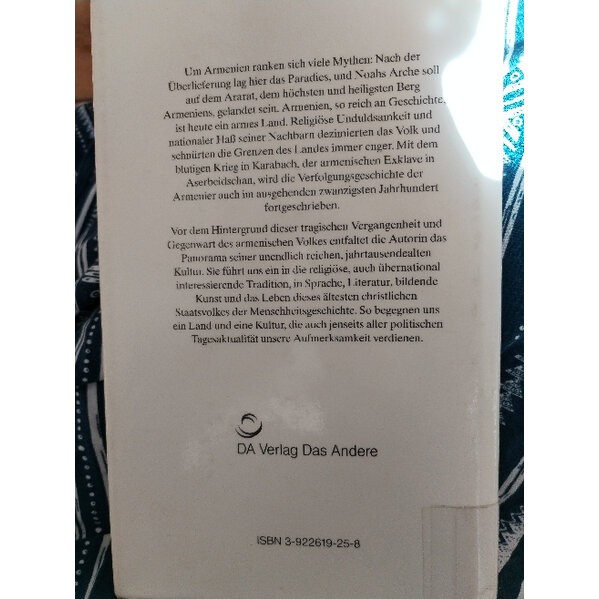 Um Armenien ranken sich viele Mythen: Nach der
Überlieferung lag hier das Paradies, und Noahs Arche soll
auf dem Ararat, dem höchsten und heiligsten Berg
Armeniens, gelandet sein. Armenien, so reich an Geschichte,
ist heute ein armes Land. Religiöse Unduldsamkeit und
nationaler Haß seiner Nachbarn dezimierten das Volk und
schnürten die Grenzen des Landes immer enger. Mit dem
blutigen Krieg in Karabach, der armenischen Exklave in
Aserbeidschan, wird die Verfolgungsgeschichte der
Armenier auch im ausgehenden zwanzigsten Jahrhundert
fortgeschrieben.
Vor dem Hintergrund dieser tragischen Vergangenheit und
Gegenwart des armenischen Volkes entfaltet die Autorin das
Panorama seiner unendlich reichen, jahrtausendealten
Kultur. Sie führt uns ein in die religiöse, auch übernational
interessierende Tradition, in Sprache, Literatur, bildende
Kunst und das Leben dieses ältesten christlichen
Staatsvolkes der Menschheitsgeschichte. So begegnen uns
ein Land und eine Kultur, die auch jenseits aller politischen
Tagesaktualität unsere Aufmerksamkeit verdienen.
DA Verlag Das Andere
ISBN 3-922619-25-8